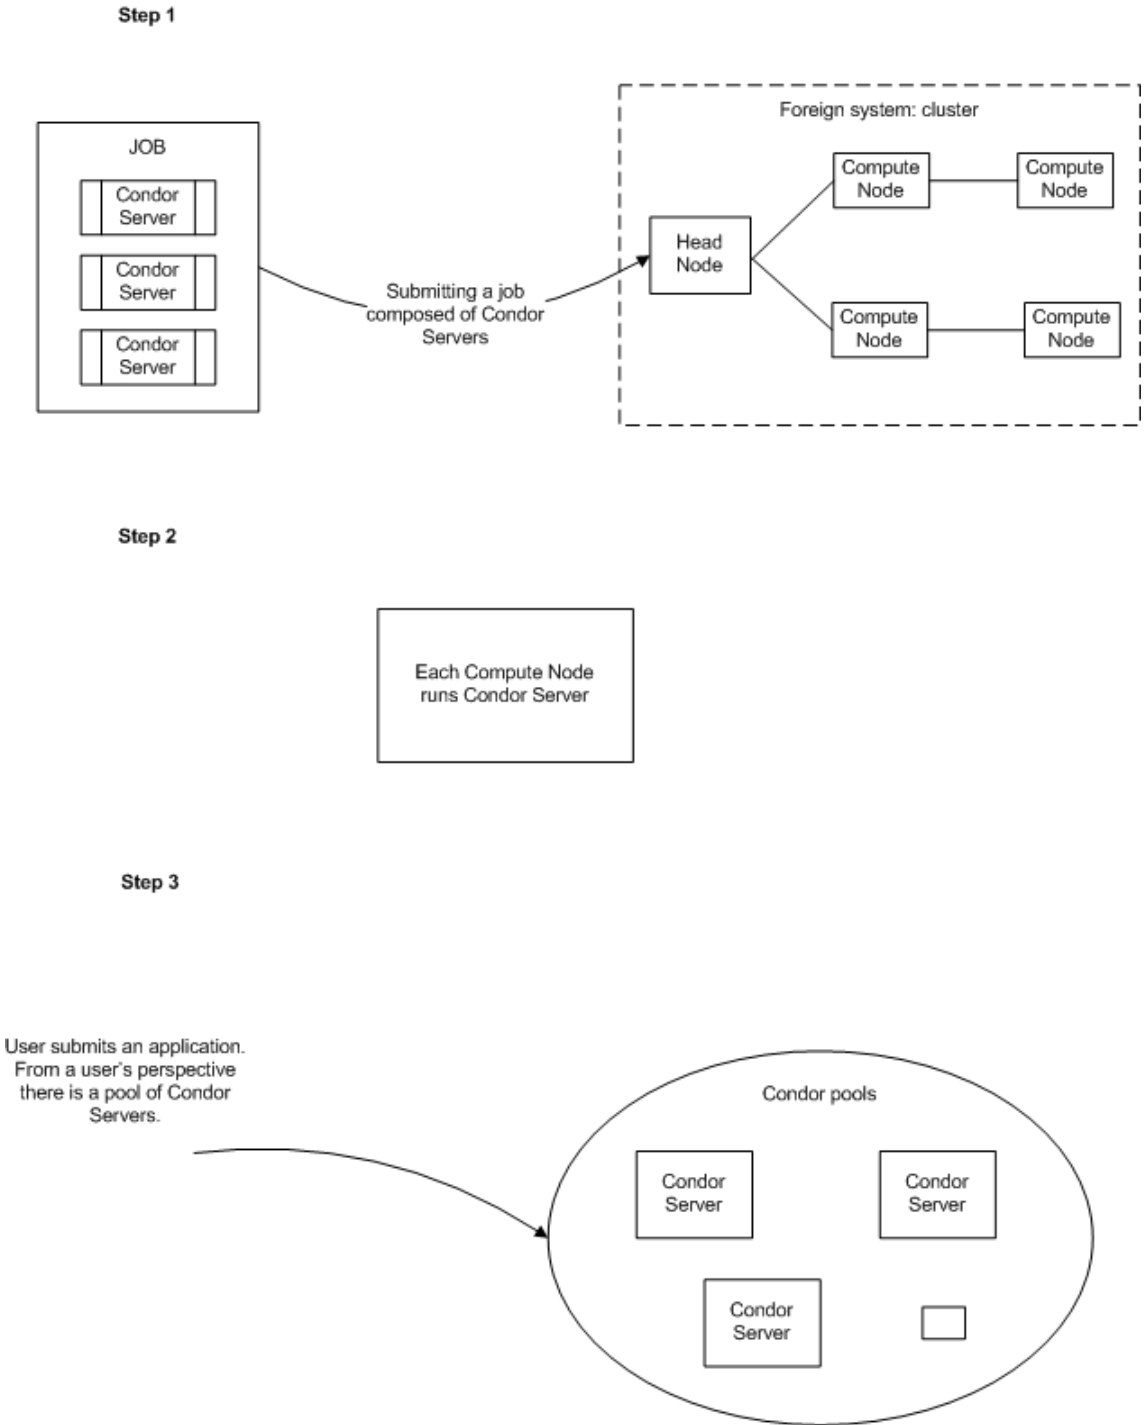 Step 1
JOB
Condor
Server
Condor
Server
Condor
Server
Submitting a job
composed of Condor
Servers
Foreign system: cluster
Head
Node
Compute
Node
Compute
Node
Compute
Node
Compute
Node
Step 2
Each Compute Node
runs Condor Server
Step 3
User submits an application.
From a user's perspective
there is a pool of Condor
Servers.
Condor pools
Condor
Server
Condor
Server
Condor
Server